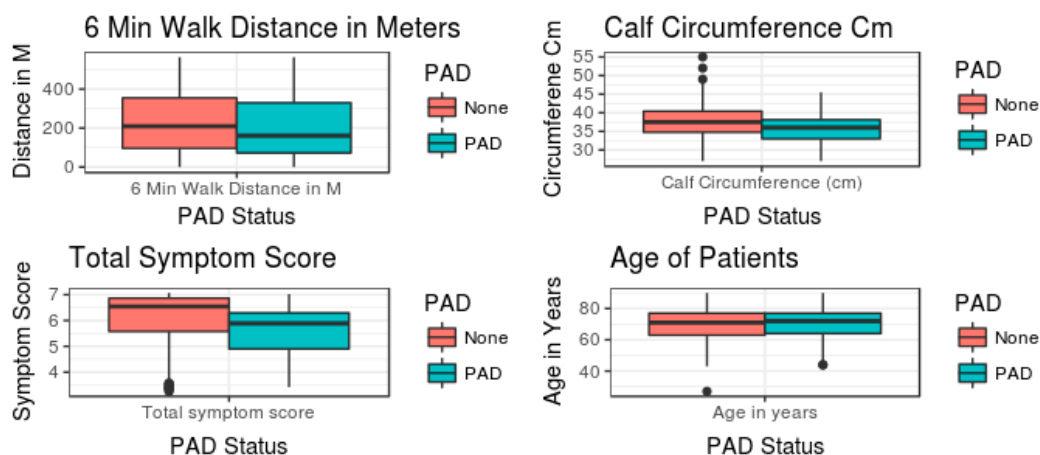 6 Min Walk Distance in Meters
Distance in M
400
200
0
6 Min Walk Distance in M
PAD Status
PAD
None
PAD
Calf Circumference Cm
Circumferene Cm
55
50
45
40
35
30
Calf Circumference (cm)
PAD Status
PAD
None
PAD
Total Symptom Score
Symptom Score
7
6
5
4
Total symptom score
PAD Status
PAD
None
PAD
Age of Patients
Age in Years
80
60
40
Age in years
PAD Status
PAD
None
PAD